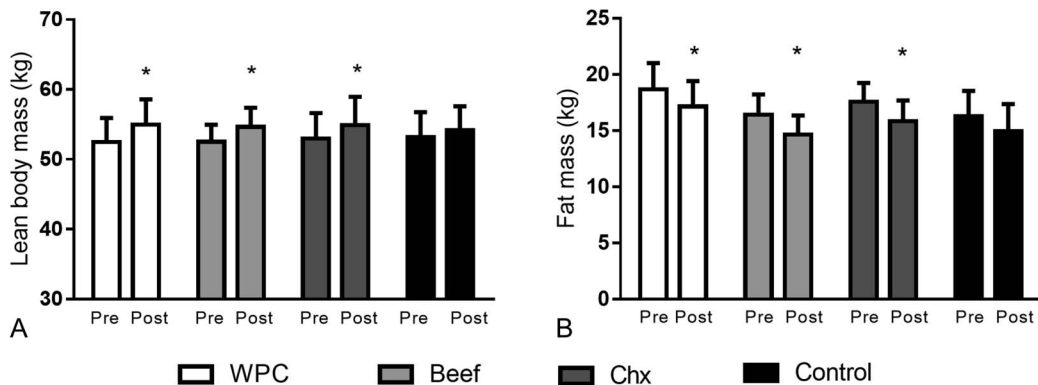 Lean body mass (kg)
70
60
50
40
30
* * *
Pre Post Pre Post Pre Post Pre Post
A
Fat mass (kg)
25
20
15
10
5
0
* * *
Pre Post Pre Post Pre Post Pre Post
B
WPC Beef Chx Control